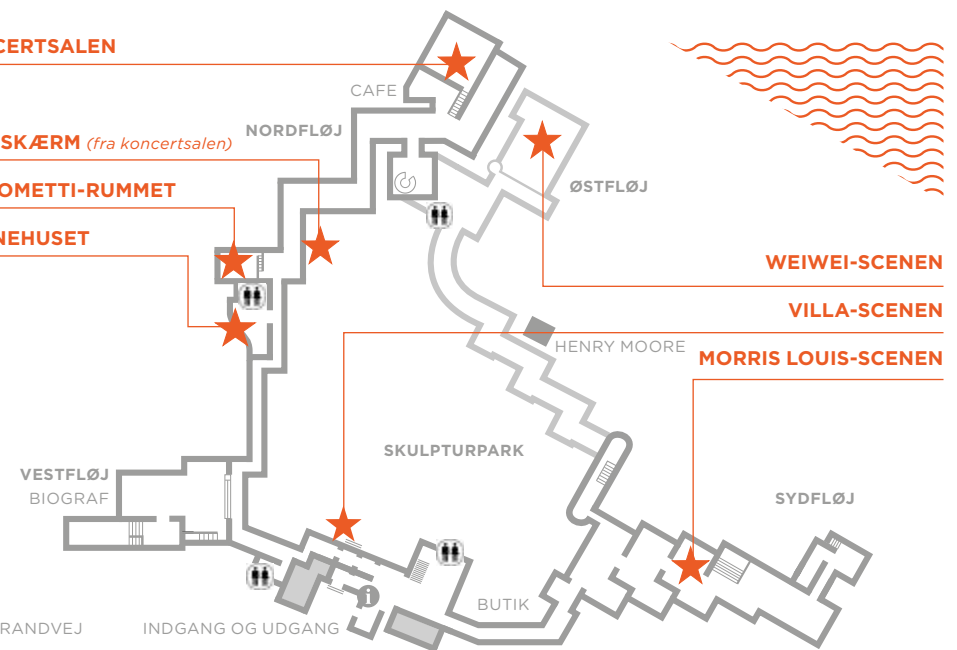 CERTSALEN
CAFE
NORDFLØJ
SKÆRM (fra koncertsalen)
OMETTI-RUMMET
ØSTFLØJ
NEHUSET
WEIWEI-SCENEN
VILLA-SCENEN
HENRY MOORE
MORRIS LOUIS-SCENEN
SKULPTURPARK
VESTFLØJ
BIOGRAF
SYDFLØJ
i
BUTIK
RANDVEJ
INDGANG OG UDGANG